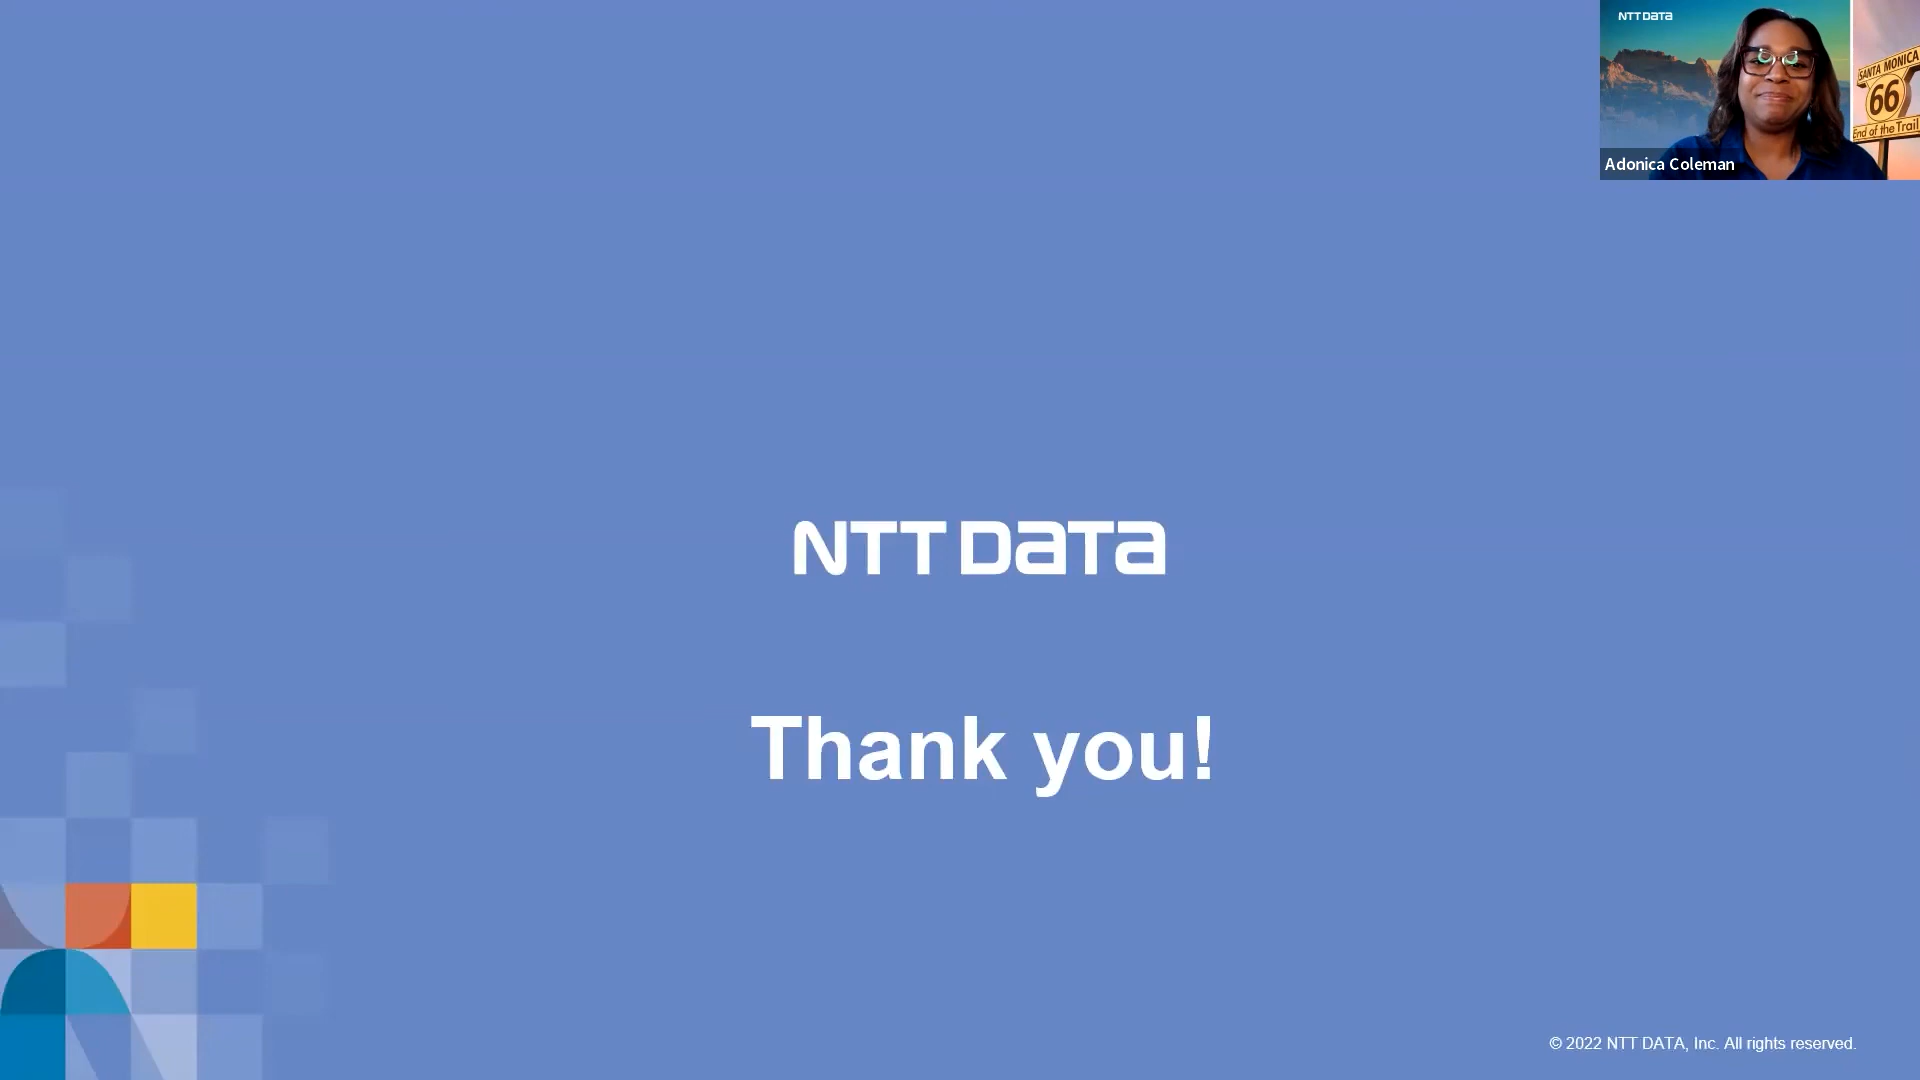 NTT DATA
SANTA MONICA
66
End of the Trail
Adonica Coleman
NTT DATA
Thank you!
© 2022 NTT DATA, Inc. All rights reserved.